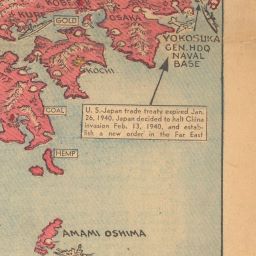 KOBE
KURE
GOLD
OSAKA
YOKOSUKA
GEN. HDQ
NAVAL
BASE
KOCHI
COAL
U. S.-Japan trade treaty expired Jan.
26, 1940. Japan decided to halt China
invasion Feb. 13, 1940, and estab-
lish a new order in the Far East
HEMP
AMAMI OSHIMA